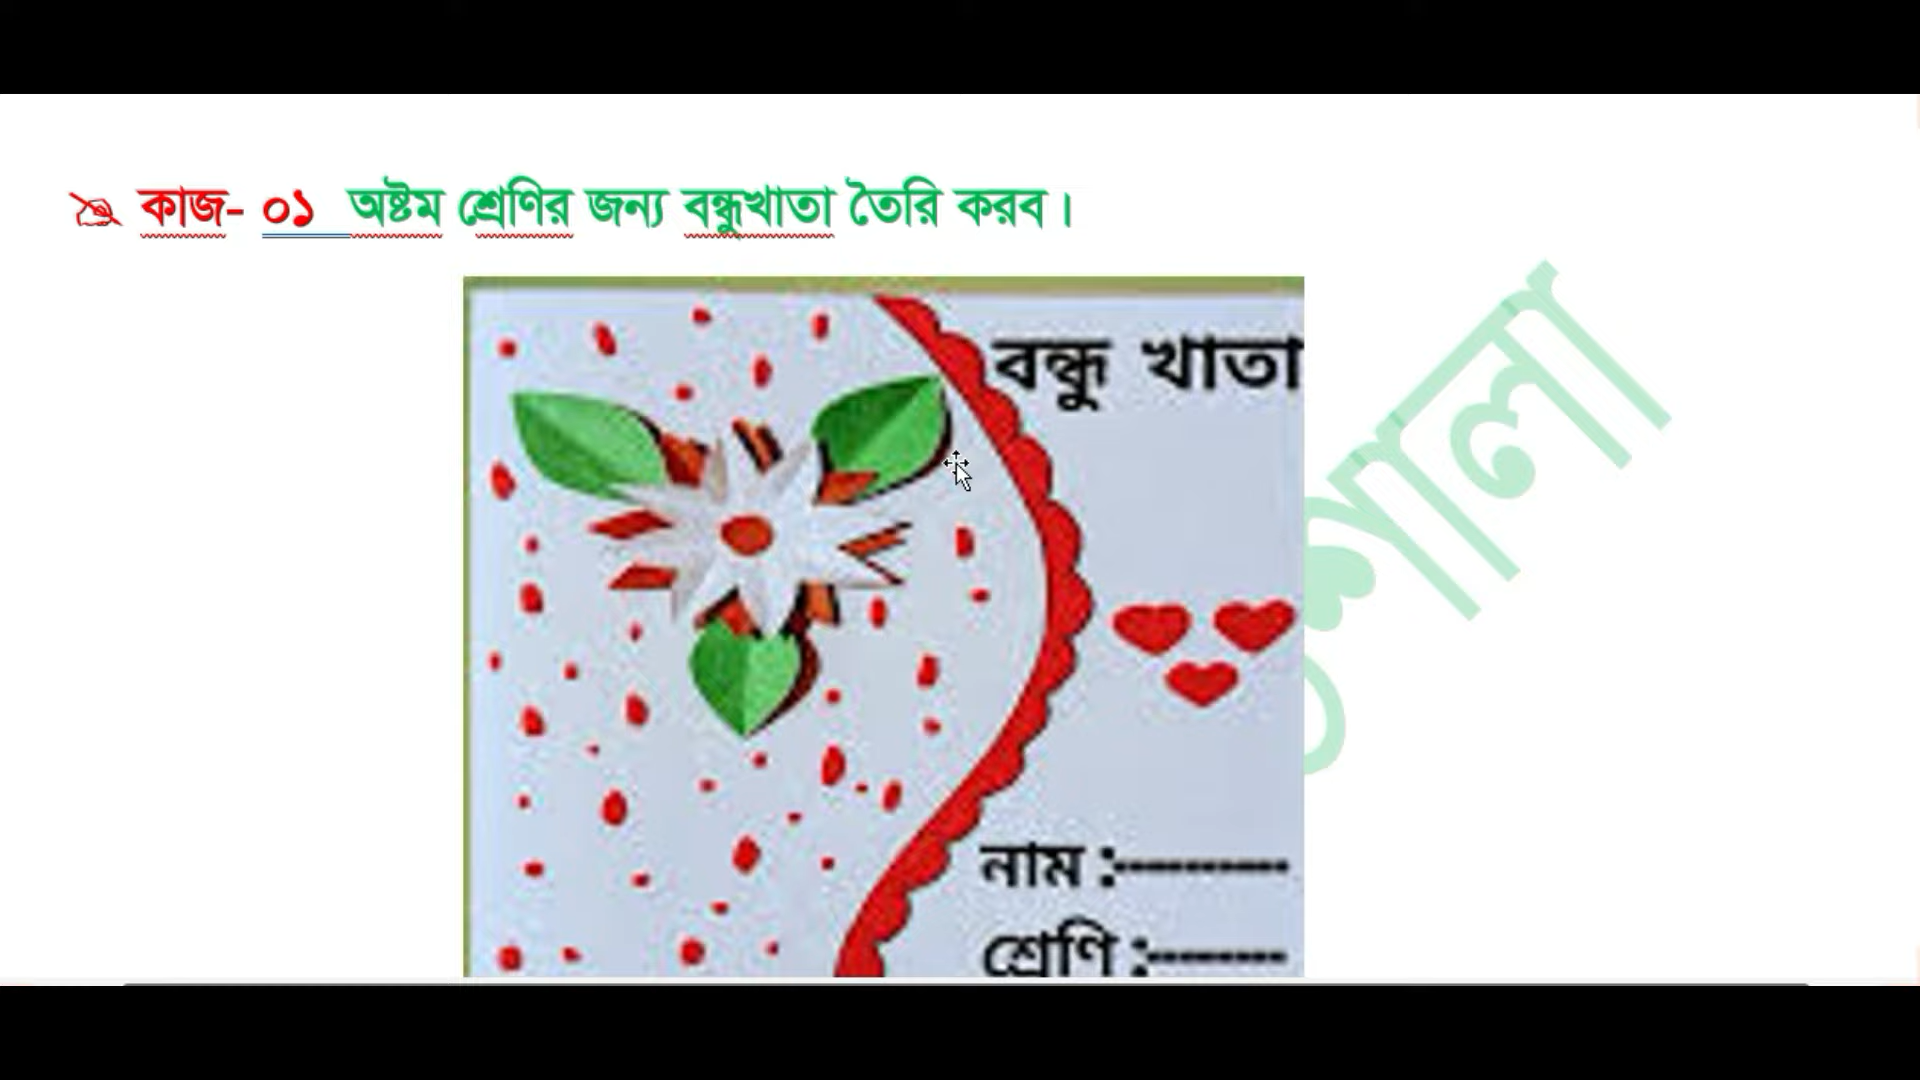 কাজ- ০১ অষ্টম শ্রেণির জন্য বন্ধুখাতা তৈরি করব।
বন্ধু খাতা
নাম :----------
শ্রেণি :--------